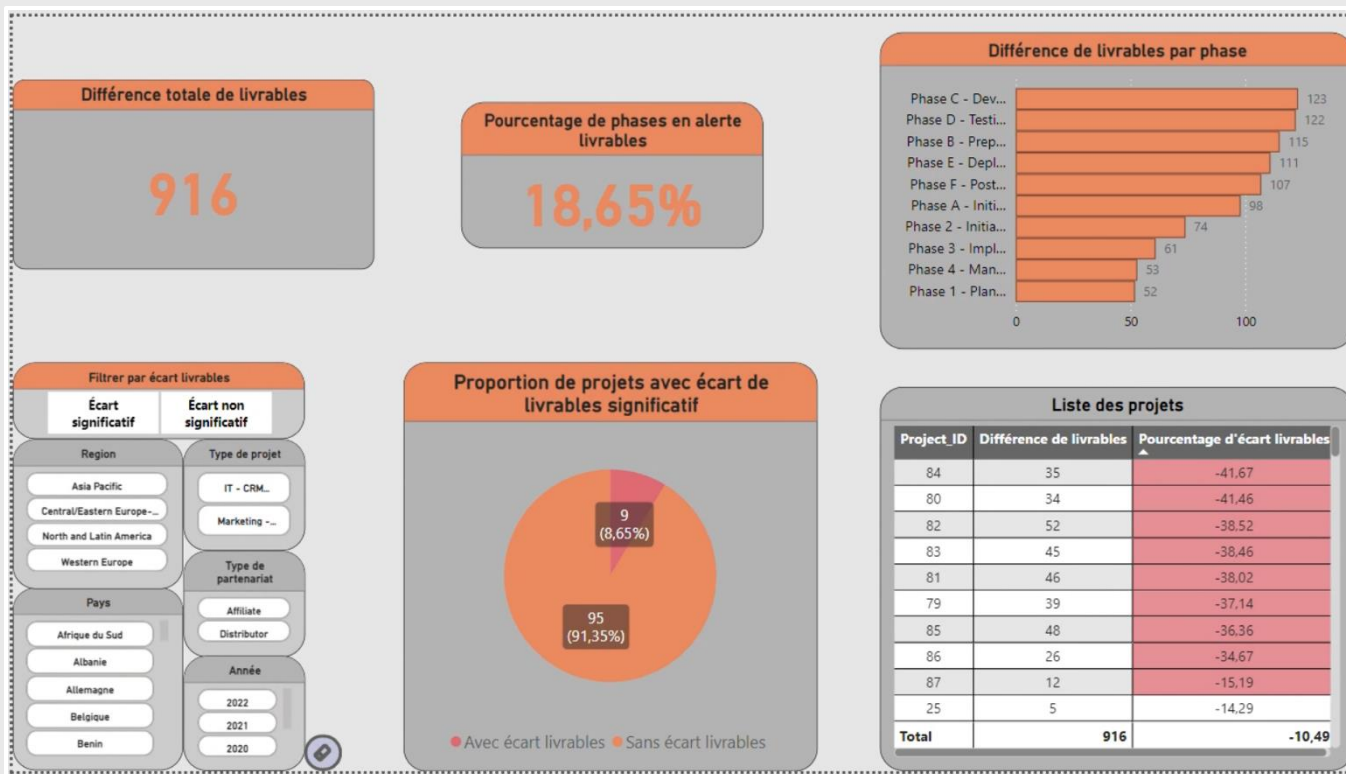 Différence totale de livrables
916
Pourcentage de phases en alerte
livrables
18,65%
Différence de livrables par phase
Phase C - Dev... 123
Phase D - Testi... 122
Phase B - Prep... 115
Phase E - Depl... 111
Phase F - Post... 107
Phase A - Initi... 98
Phase 2 - Initia... 74
Phase 3 - Impl... 61
Phase 4 - Man... 53
Phase 1 - Plan... 52
0 50 100
Filtrer par écart livrables
Écart
significatif
Écart non
significatif
Region
Asia Pacific
Central/Eastern Europe-...
North and Latin America
Western Europe
Type de projet
IT - CRM...
Marketing -...
Type de
partenariat
Affiliate
Distributor
Pays
Afrique du Sud
Albanie
Allemagne
Belgique
Benin
Année
2022
2021
2020
Proportion de projets avec écart de
livrables significatif
9
(8,65%)
95
(91,35%)
Avec écart livrables Sans écart livrables
Liste des projets
Project_ID Différence de livrables Pourcentage d'écart livrables
84 35 -41,67
80 34 -41,46
82 52 -38,52
83 45 -38,46
81 46 -38,02
79 39 -37,14
85 48 -36,36
86 26 -34,67
87 12 -15,19
25 5 -14,29
Total 916 -10,49